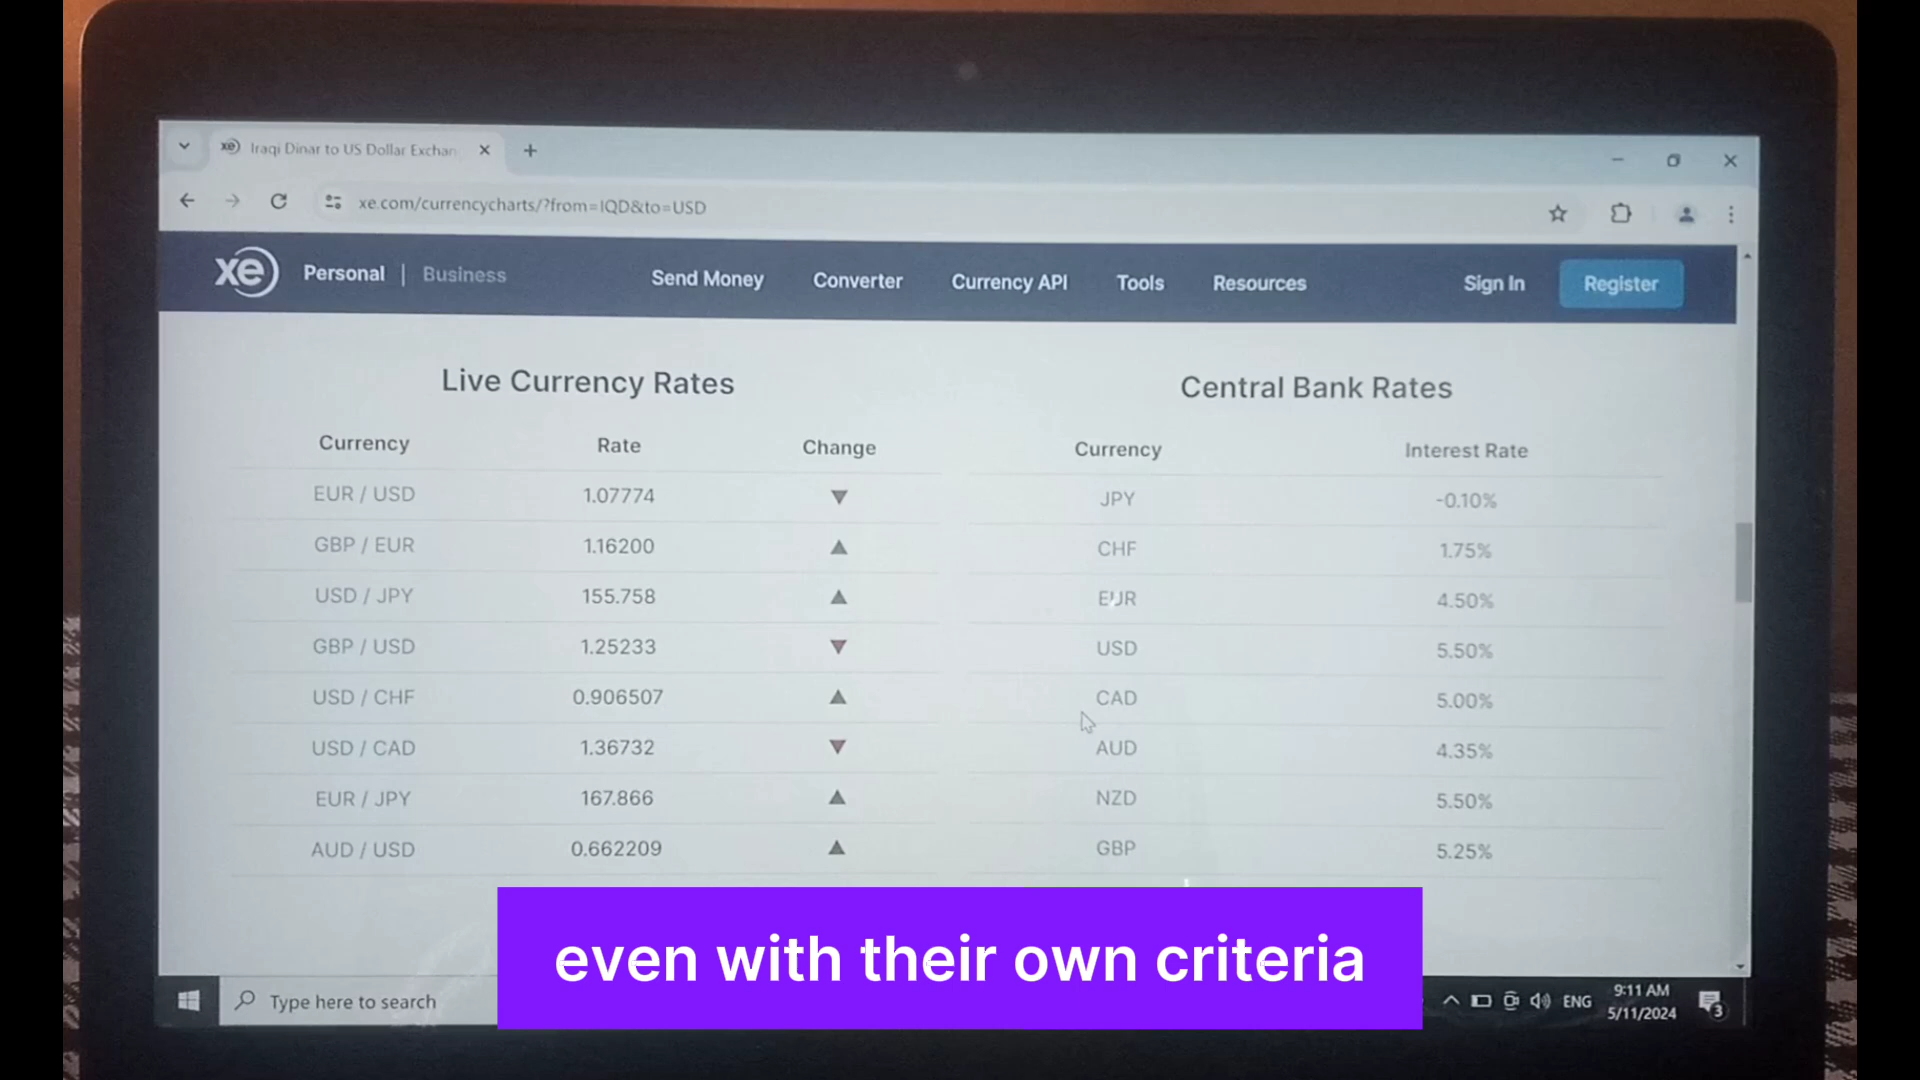 Iraqi Dinar to US Dollar Exchan
xe.com/currencycharts/?from=IQD&to=USD
xe Personal | Business Send Money Converter Currency API Tools Resources Sign In Register
Live Currency Rates
Currency Rate Change
EUR / USD 1.07774 ▼
GBP / EUR 1.16200 ▲
USD / JPY 155.758 ▲
GBP / USD 1.25233 ▼
USD / CHF 0.906507 ▲
USD / CAD 1.36732 ▼
EUR / JPY 167.866 ▲
AUD / USD 0.662209 ▲
Central Bank Rates
Currency Interest Rate
JPY -0.10%
CHF 1.75%
EUR 4.50%
USD 5.50%
CAD 5.00%
AUD 4.35%
NZD 5.50%
GBP 5.25%
even with their own criteria
Type here to search
ENG
9:11 AM
5/11/2024
3